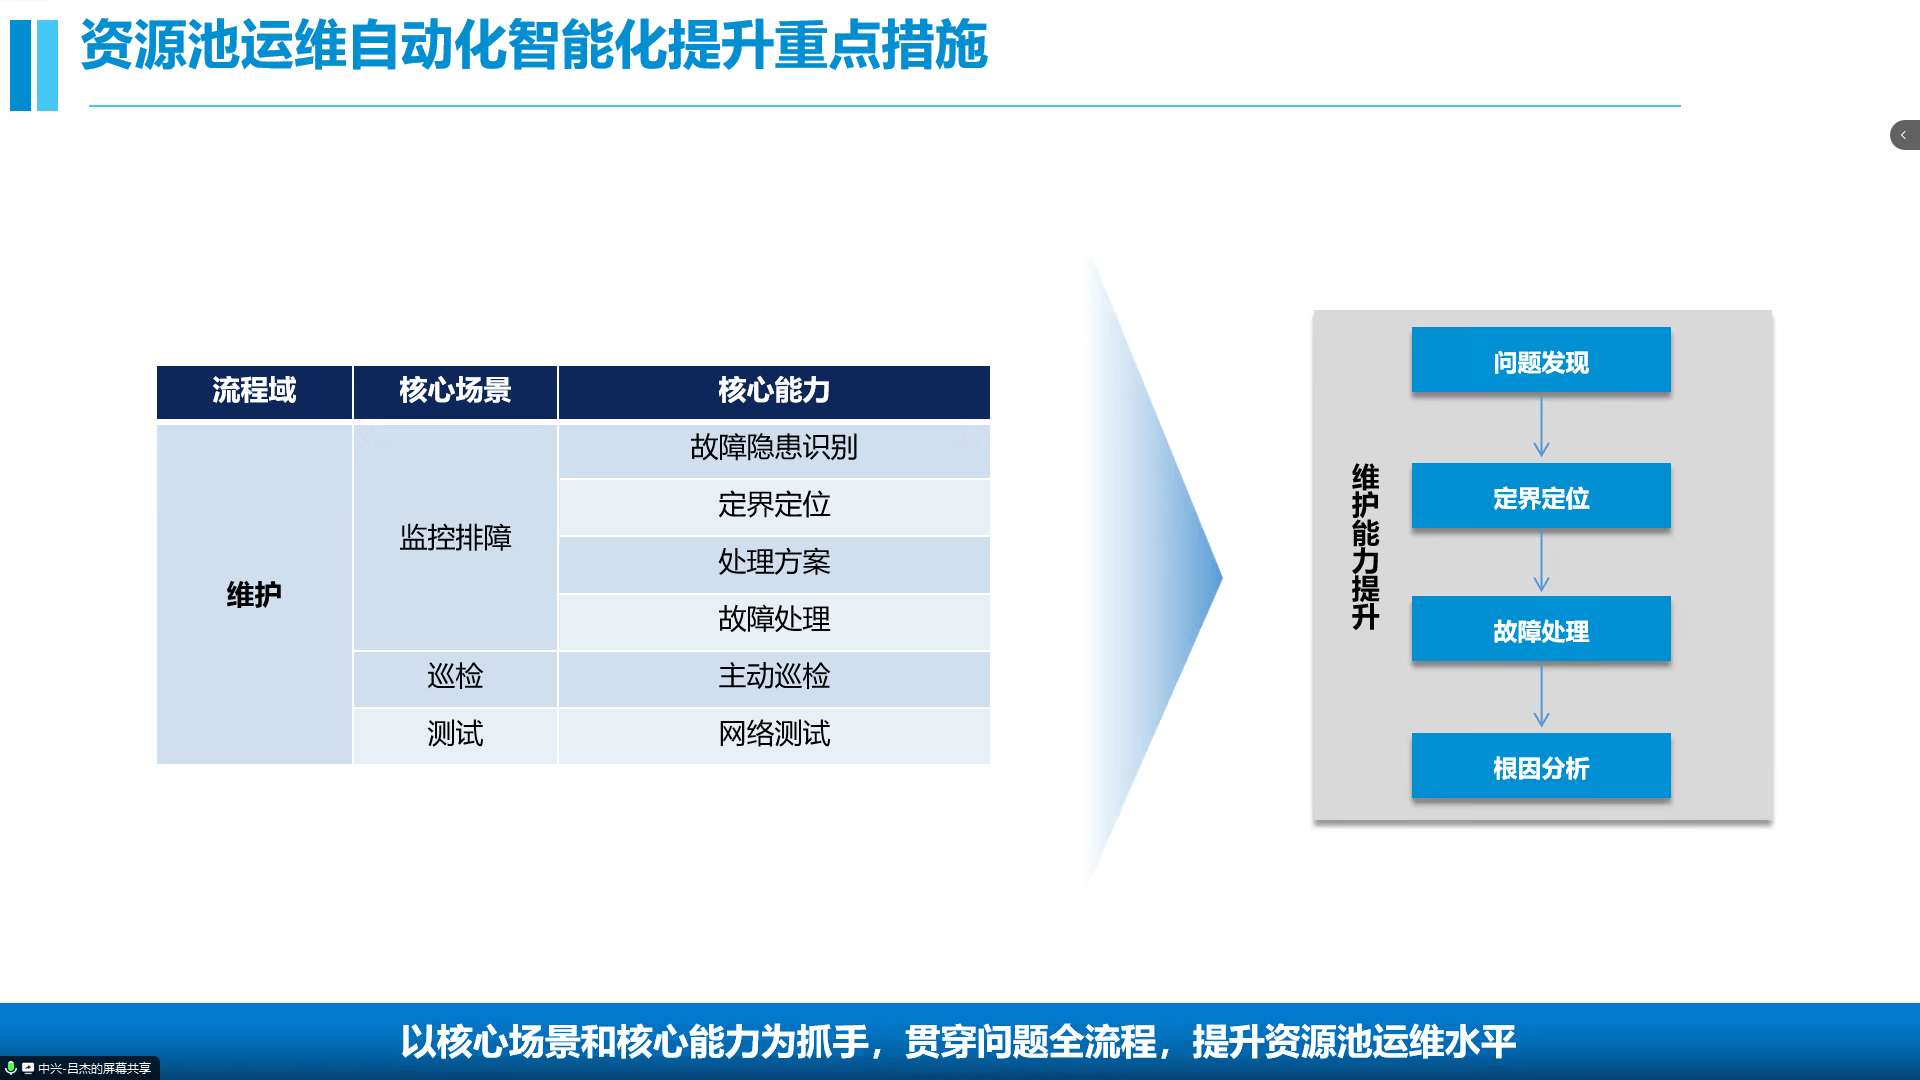 资源池运维自动化智能化提升重点措施
流程域 核心场景 核心能力
维护 监控排障 故障隐患识别
定界定位
处理方案
故障处理
巡检 主动巡检
测试 网络测试
维护能力提升
问题发现
定界定位
故障处理
根因分析
以核心场景和核心能力为抓手，贯穿问题全流程，提升资源池运维水平
中兴-吕杰的屏幕共享